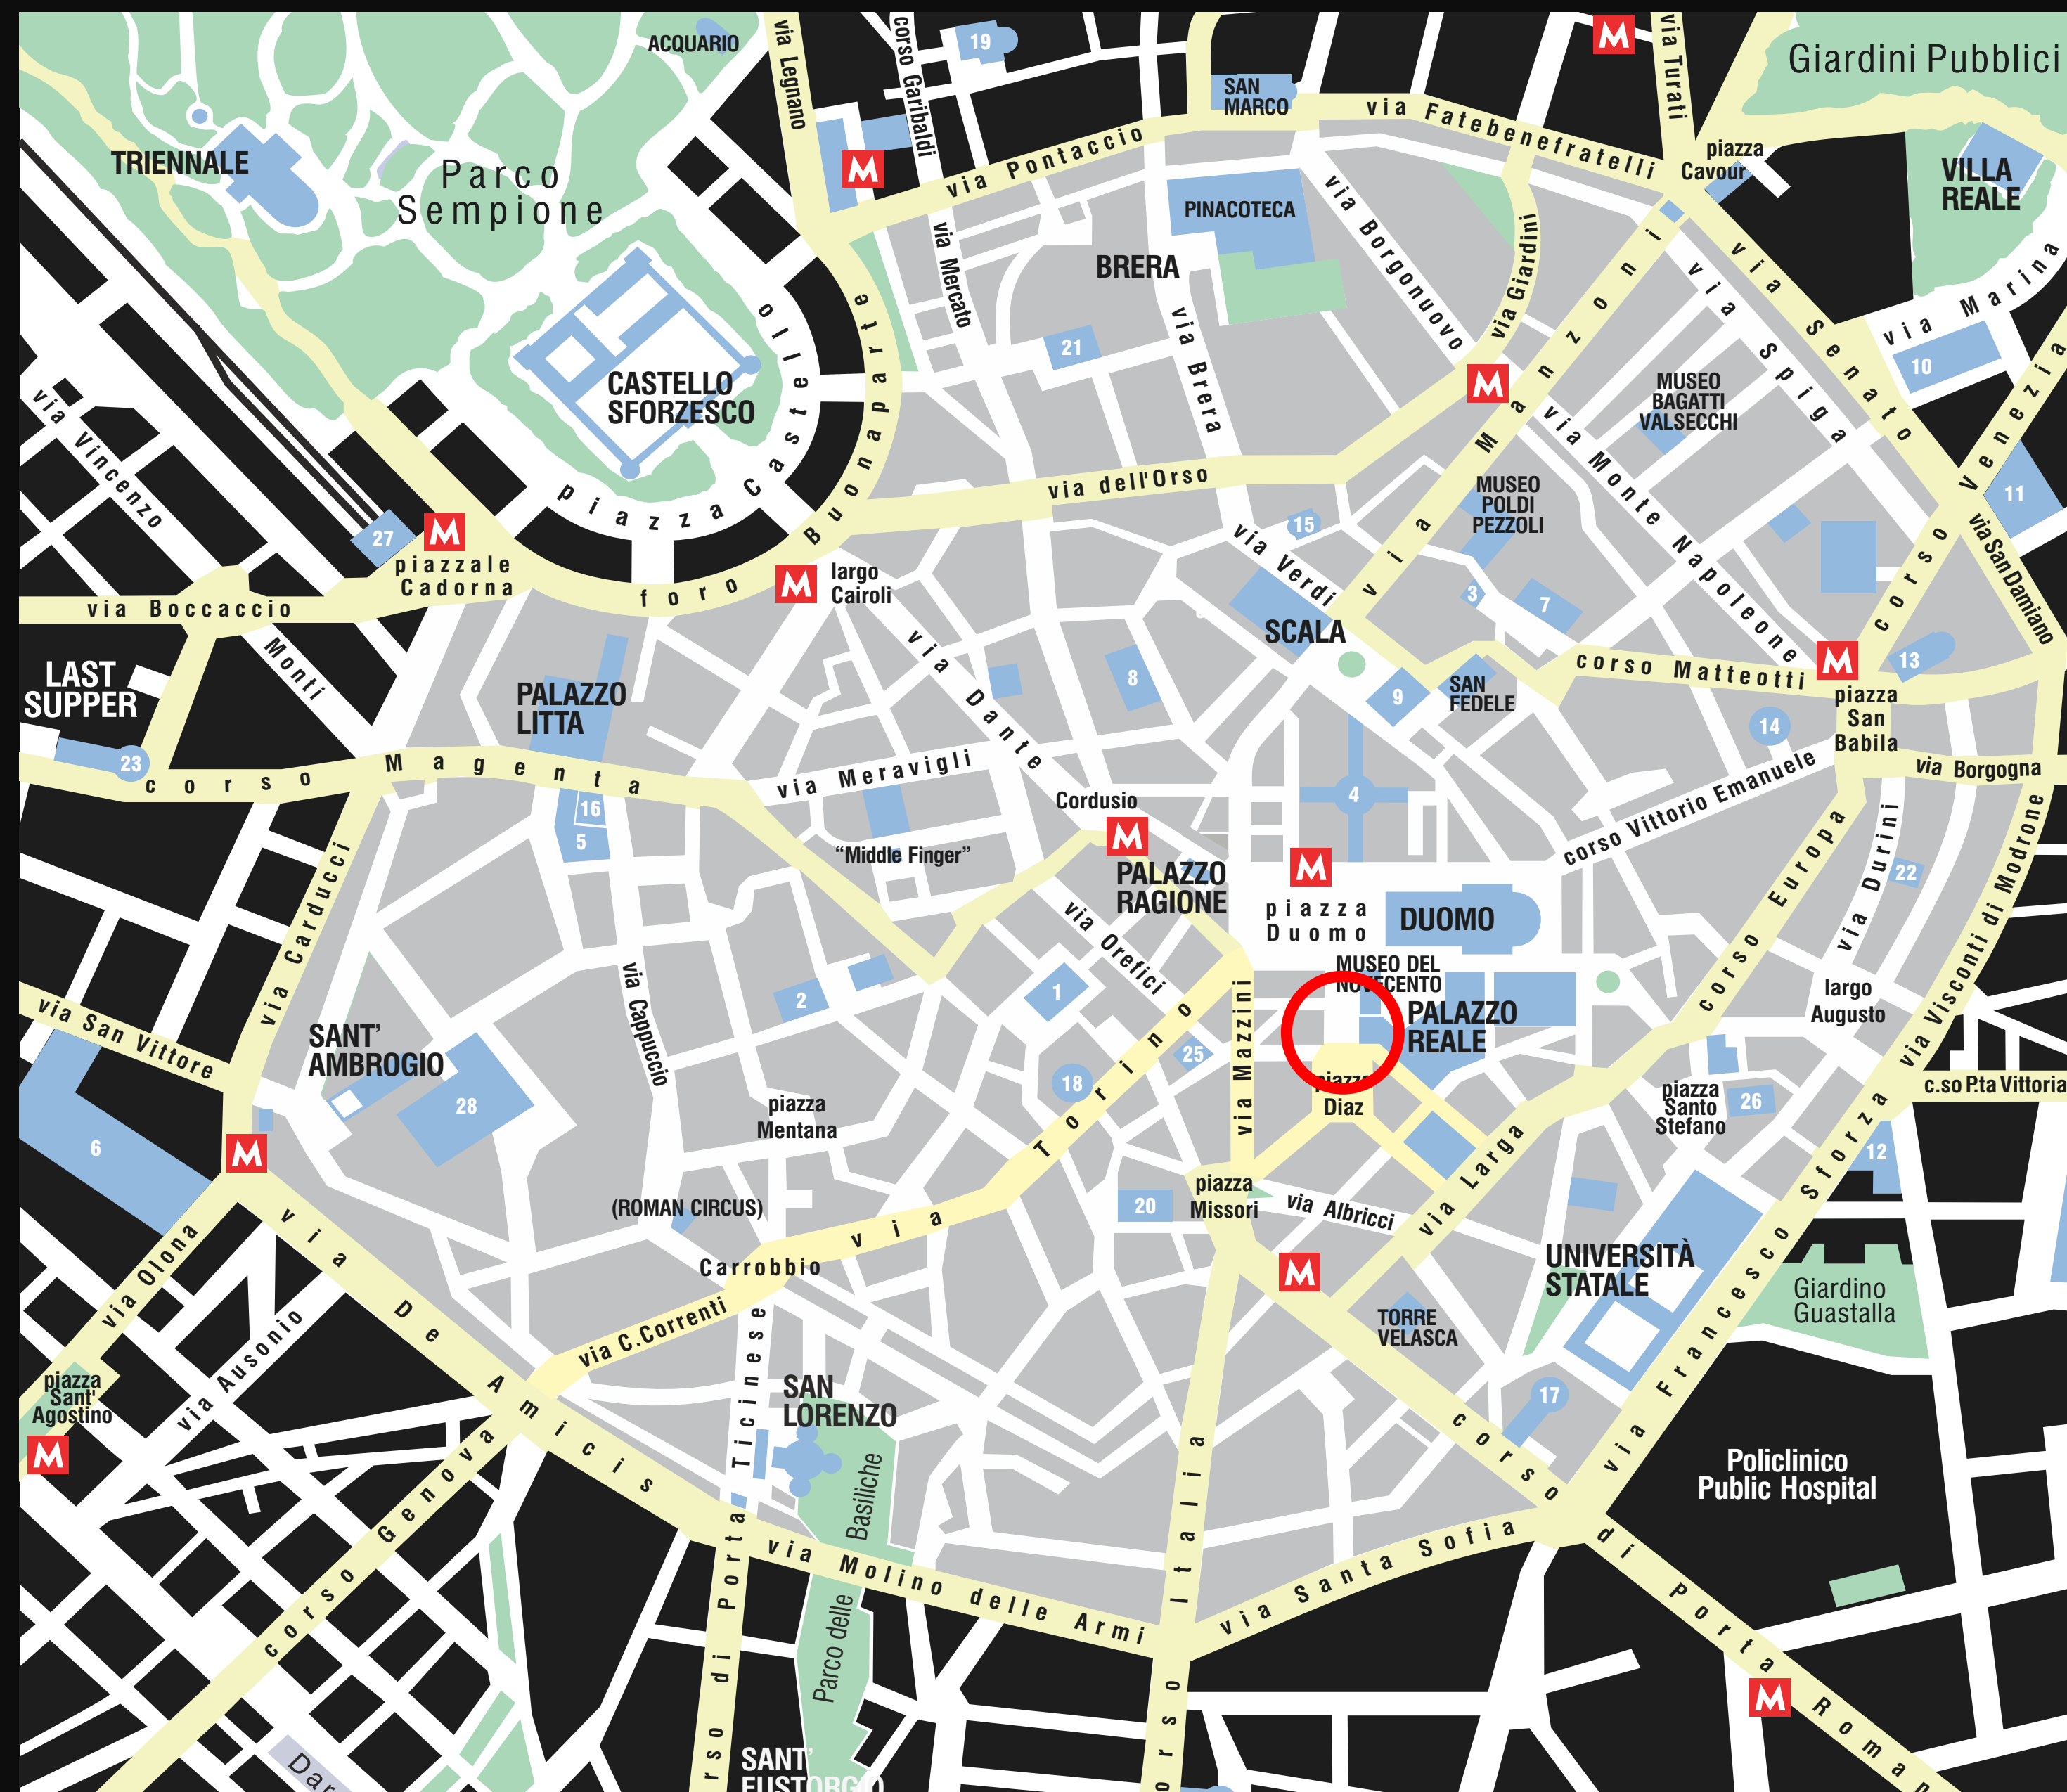 ACQUARIO
via Legnano
corso Garibaldi
19
M
via Turati
Giardini Pubblici
SAN
MARCO
via Fatebenefratelli
piazza
Cavour
VILLA
REALE
TRIENNALE
Parco
Sempione
M
via Pontaccio
PINACOTECA
via Borgonuovo
via Giardini
via Mercato
BRERA
via Manzoni
via Spiga
via Senato
via Marina
10
CASTELLO
SFORZESCO
piazza Castello
21
via Brera
M
MUSEO
BAGATTI
VALSECCHI
corso Venezia
via Vincenzo
Monti
27
M
piazzale
Cadorna
foro Buonaparte
via dell'Orso
via Verdi
15
MUSEO
POLDI
PEZZOLI
via Monte Napoleone
11
via San Damiano
via Boccaccio
M
largo
Cairoli
SCALA
3
7
LAST
SUPPER
23
PALAZZO
LITTA
via Dante
8
9
SAN
FEDELE
corso Matteotti
M
13
piazza
San
Babila
14
corso Magenta
via Meravigli
via Borgogna
16
5
Cordusio
M
4
corso Vittorio Emanuele
"Middle Finger"
PALAZZO
RAGIONE
M
piazza
Duomo
DUOMO
corso Europa
via Durini
22
via Visconti di Modrone
via Carducci
via San Vittore
via Cappuccio
2
1
via Orefici
via Mazzini
MUSEO DEL
NOVECENTO
PALAZZO
REALE
largo
Augusto
SANT'
AMBROGIO
28
6
M
piazza
Mentana
18
25
via Torino
piazza
Diaz
piazza
Santo
Stefano
26
c.so P.ta Vittoria
12
(ROMAN CIRCUS)
20
piazza
Missori
via Albricci
via Larga
M
via Olona
via De Amicis
Carrobbio
via C.Correnti
UNIVERSITÀ
STATALE
via Francesco Sforza
Giardino
Guastalla
TORRE
VELASCA
via Ausonio
piazza
Sant'
Agostino
M
SAN
LORENZO
17
corso Genova
Parco delle Basiliche
corso Italia
corso di Porta Romana
Policlinico
Public Hospital
via Molino delle Armi
via Santa Sofia
corso di Porta Ticinese
M
SANT'
EUSTORGIO
Dar